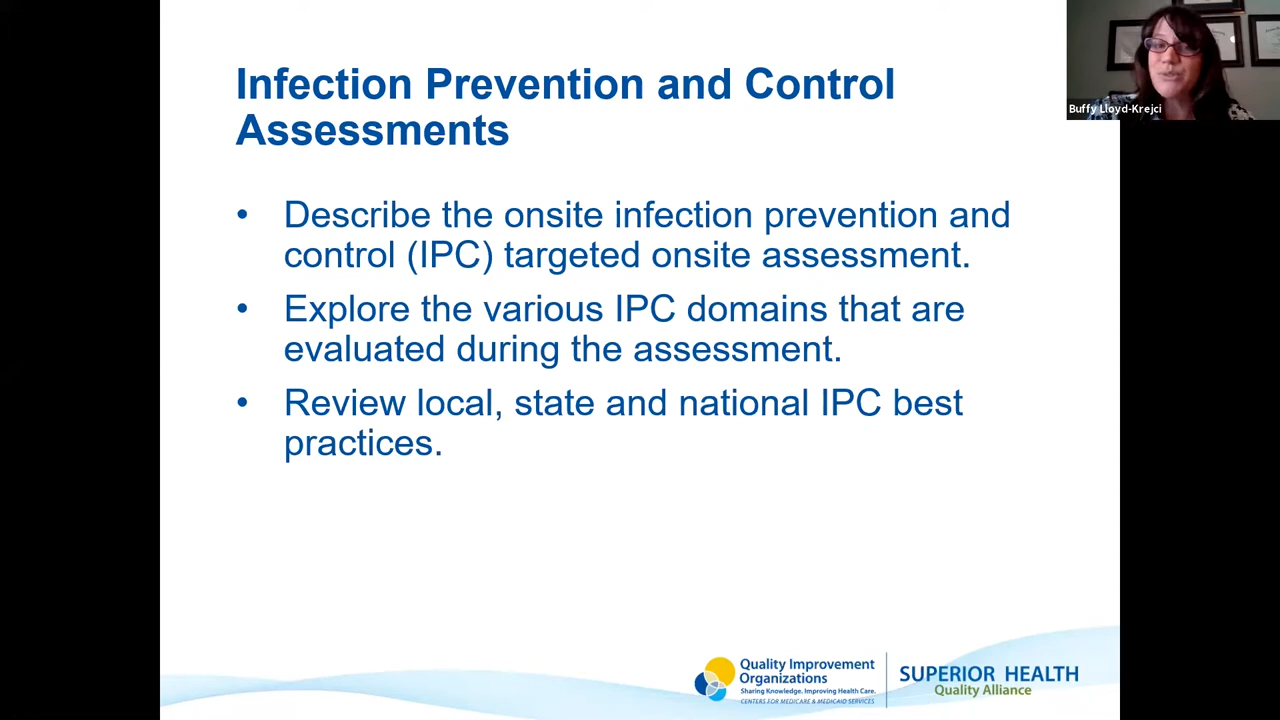 Infection Prevention and Control
Assessments
• Describe the onsite infection prevention and
control (IPC) targeted onsite assessment.
• Explore the various IPC domains that are
evaluated during the assessment.
• Review local, state and national IPC best
practices.
Buffy Lloyd-Krejci
Quality Improvement
Organizations
Sharing Knowledge. Improving Health Care.
CENTERS FOR MEDICARE & MEDICAID SERVICES
SUPERIOR HEALTH
Quality Alliance